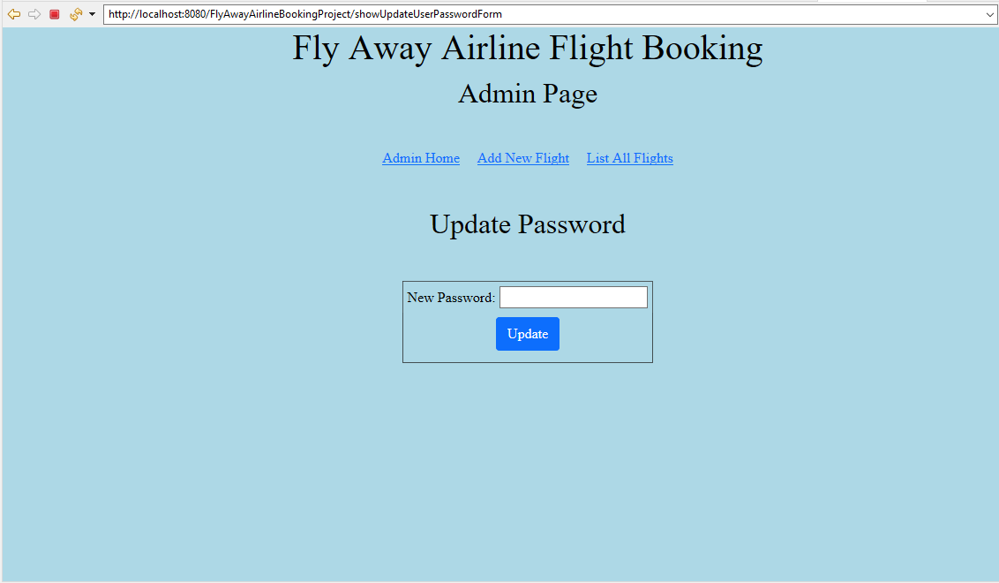 http://localhost:8080/FlyAwayAirlineBookingProject/showUpdateUserPasswordForm
Fly Away Airline Flight Booking
Admin Page
Admin Home Add New Flight List All Flights
Update Password
New Password:
Update